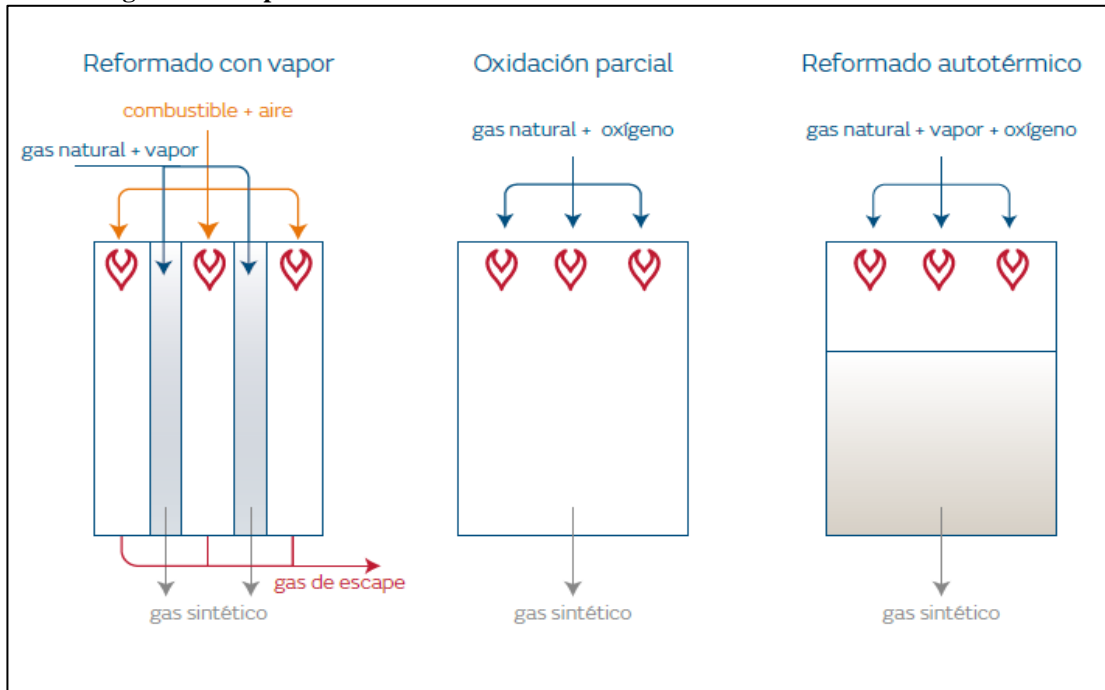 Reformado con vapor
combustible + aire
gas natural + vapor
gas de escape
gas sintético
Oxidación parcial
gas natural + oxígeno
gas sintético
Reformado autotérmico
gas natural + vapor + oxígeno
gas sintético